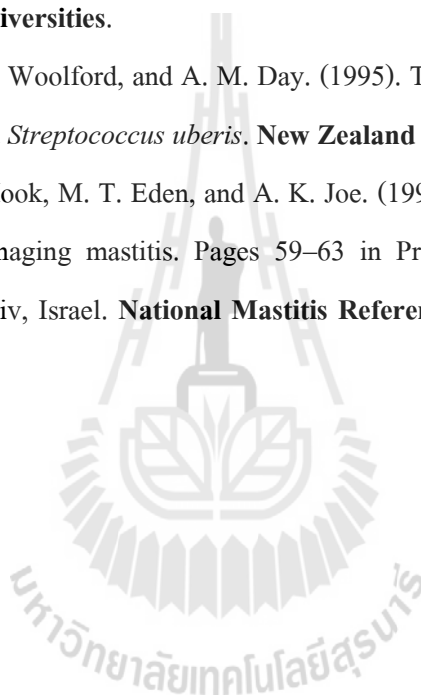 iversities.
Woolford, and A. M. Day. (1995). T
Streptococcus uberis. New Zealand
ook, M. T. Eden, and A. K. Joe. (199
naging mastitis. Pages 59–63 in Pr
iv, Israel. National Mastitis Refere
มหาวิทยาลัยเทคโนโลยีสุรนารี